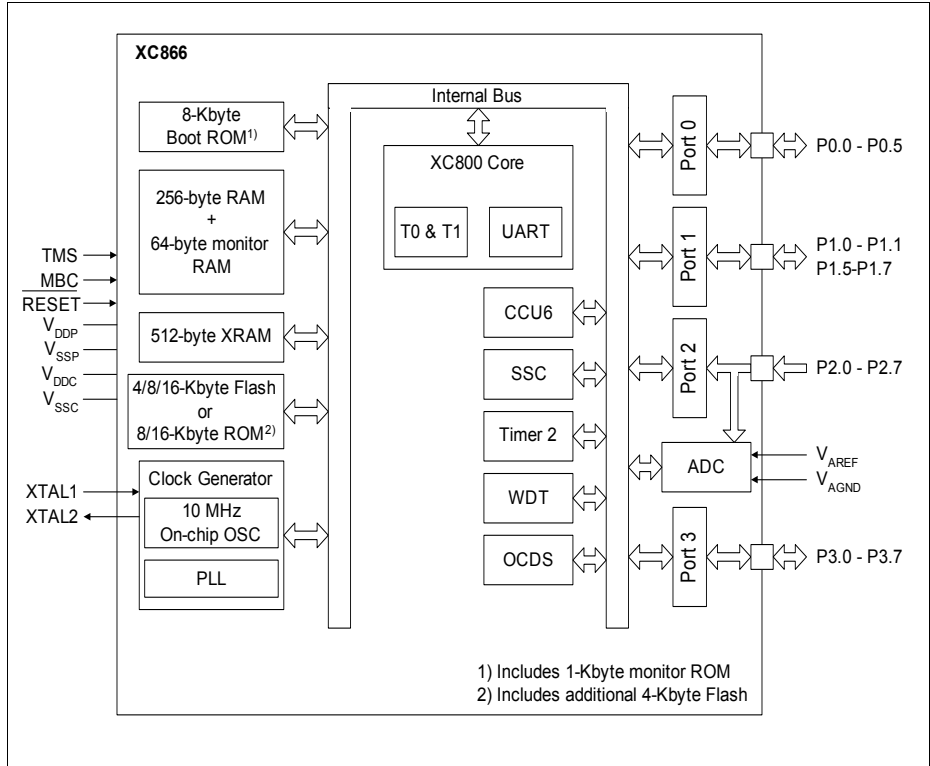 XC866
Internal Bus
8-Kbyte
Boot ROM1)
256-byte RAM
+
64-byte monitor
RAM
512-byte XRAM
4/8/16-Kbyte Flash
or
8/16-Kbyte ROM2)
Clock Generator
10 MHz
On-chip OSC
PLL
TMS
MBC
RESET
VDDP
VSSP
VDDC
VSSC
XTAL1
XTAL2
XC800 Core
T0 & T1
UART
CCU6
SSC
Timer 2
WDT
OCDS
Port 0
Port 1
Port 2
ADC
Port 3
P0.0 - P0.5
P1.0 - P1.1
P1.5-P1.7
P2.0 - P2.7
VAREF
VAGND
P3.0 - P3.7
1) Includes 1-Kbyte monitor ROM
2) Includes additional 4-Kbyte Flash